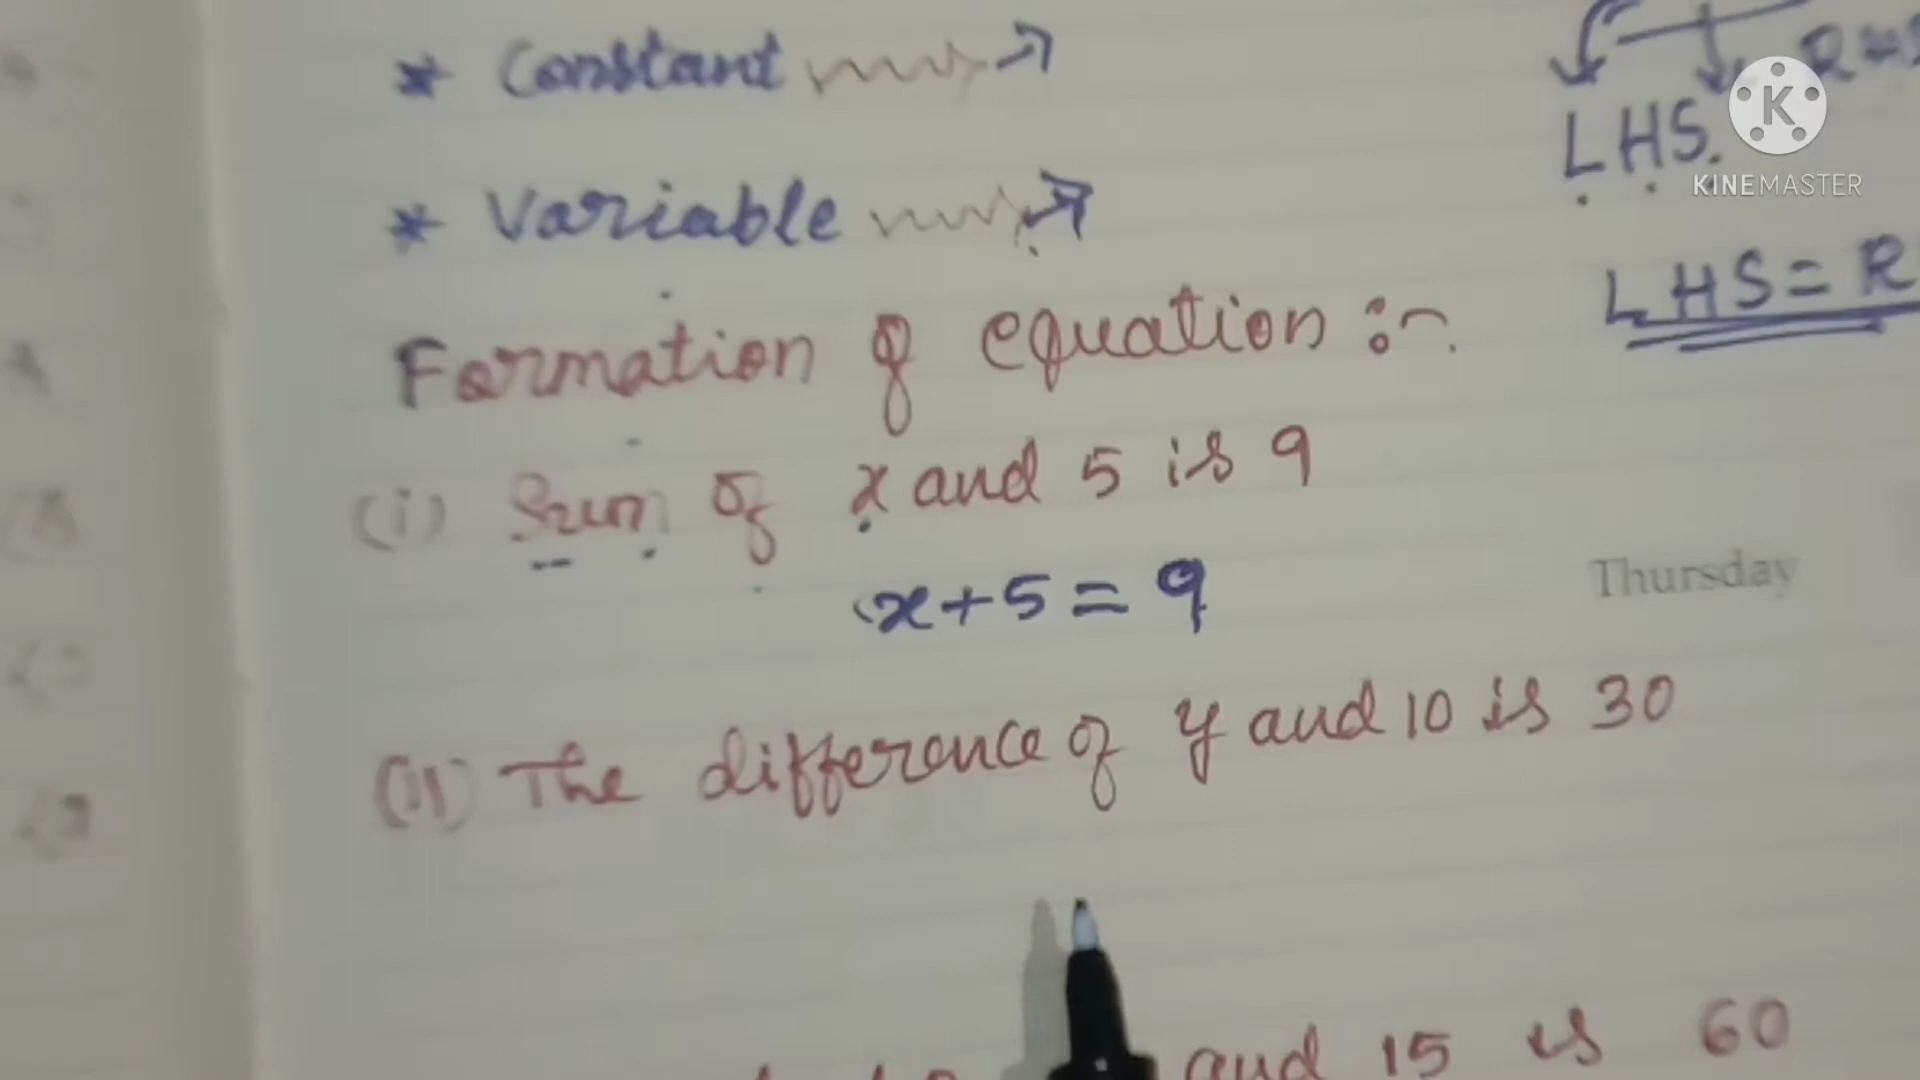 * Constant →
* Variable →
LHS.
KINEMASTER
LHS = R
Formation of equation :-
(i) Sum of x and 5 is 9
x + 5 = 9
Thursday
(ii) The difference of y and 10 is 30
and 15 is 60